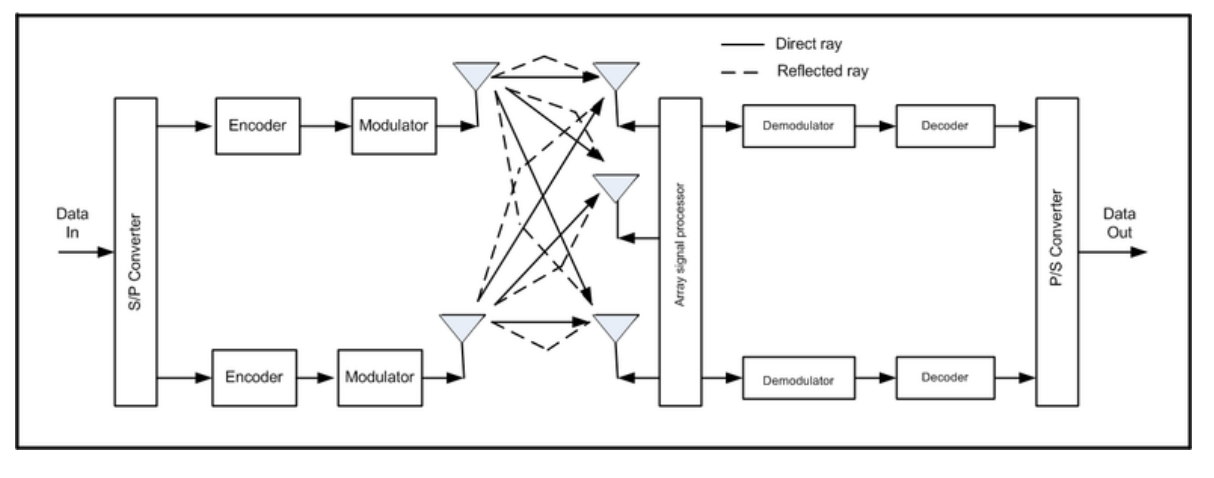 Direct ray
Reflected ray
Encoder
Modulator
Demodulator
Decoder
Data
In
S/P Converter
Array signal processor
P/S Converter
Data
Out
Encoder
Modulator
Demodulator
Decoder